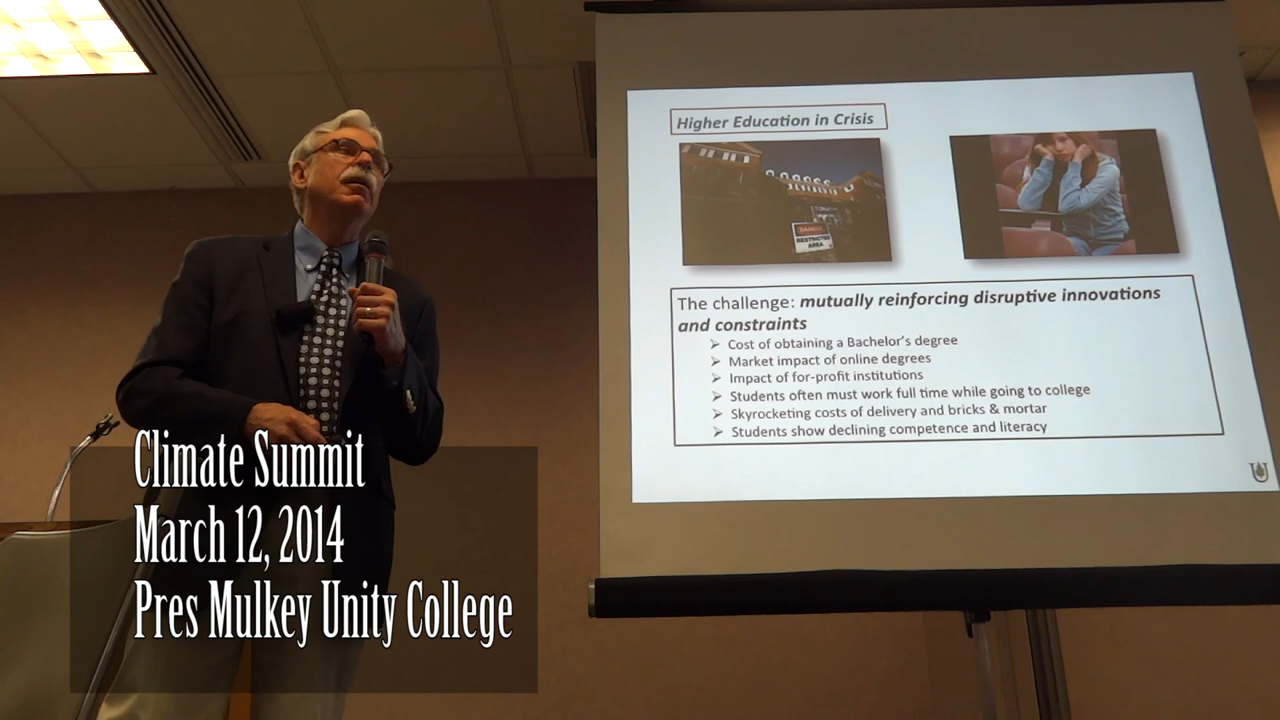 Higher Education in Crisis
DANGER
RESTRICTED
AREA
The challenge: mutually reinforcing disruptive innovations
and constraints
➢ Cost of obtaining a Bachelor's degree
➢ Market impact of online degrees
➢ Impact of for-profit institutions
➢ Students often must work full time while going to college
➢ Skyrocketing costs of delivery and bricks & mortar
➢ Students show declining competence and literacy
U
Climate Summit
March 12, 2014
Pres Mulkey Unity College